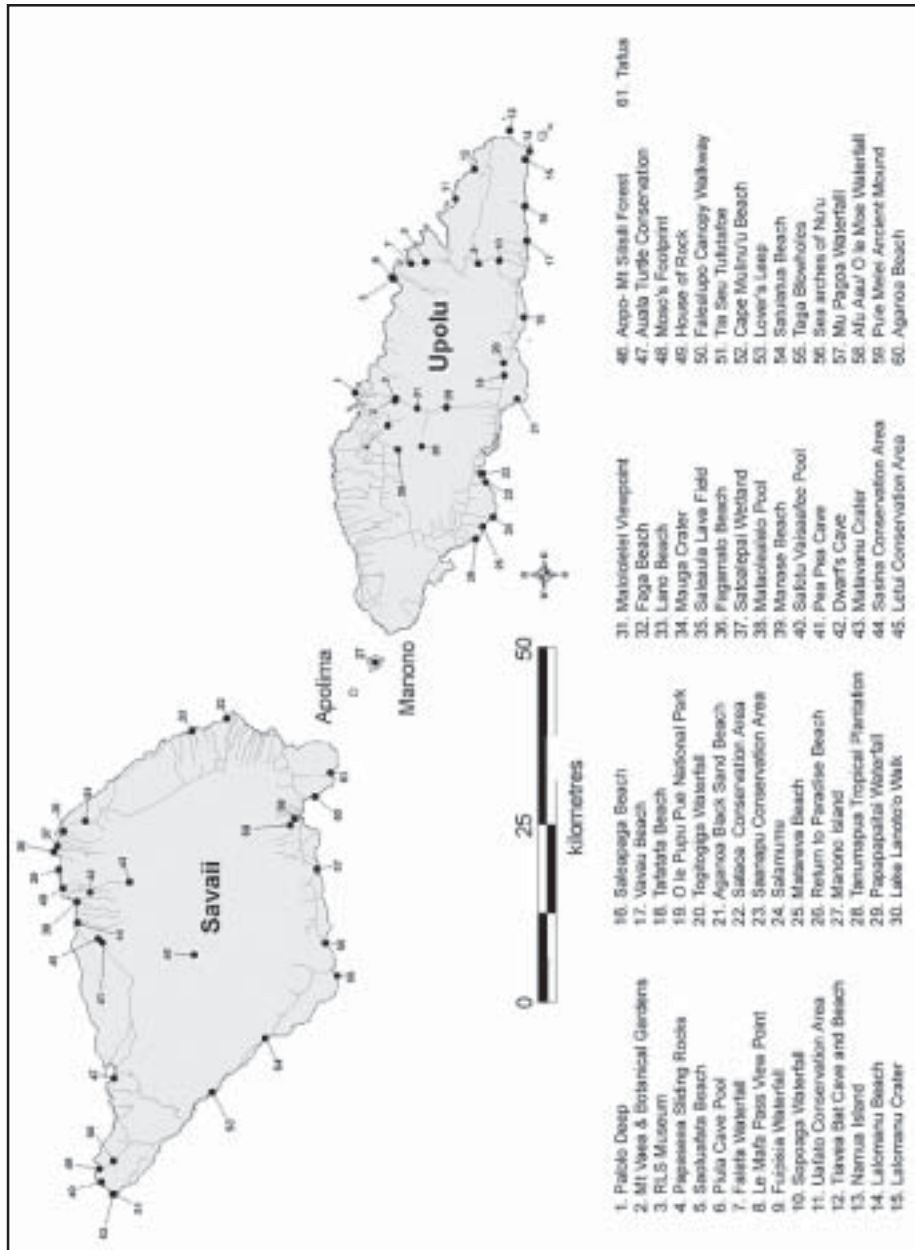 Savaii
Apolima
Manono
Upolu
0
25
50
kilometres
1. Palolo Deep
2. Mt Vaea & Botanical Gardens
3. RLS Museum
4. Papaseea Sliding Rocks
5. Saoluafata Beach
6. Piula Cave Pool
7. Falefa Waterfall
8. Le Mafa Pass View Point
9. Fuipisia Waterfall
10. Sopoaga Waterfall
11. Uafato Conservation Area
12. Tiavea Bat Cave and Beach
13. Namua Island
14. Lalomanu Beach
15. Lalomanu Crater
16. Saleapaga Beach
17. Vavau Beach
18. Tafatafa Beach
19. O le Pupu Pue National Park
20. Togitogiga Waterfall
21. Aganoa Black Sand Beach
22. Sataoa Conservation Area
23. Saanapu Conservation Area
24. Salamumu
25. Matareva Beach
26. Return to Paradise Beach
27. Manono Island
28. Tanumapua Tropical Plantation
29. Papapapaitai Waterfall
30. Lake Lanoto'o Walk
31. Malololelei Viewpoint
32. Faga Beach
33. Lano Beach
34. Mauga Crater
35. Saleaula Lava Field
36. Fagamalo Beach
37. Satoalepai Wetland
38. Mataolealelo Pool
39. Manase Beach
40. Safotu Vaisaafee Pool
41. Pea Pea Cave
42. Dwarf's Cave
43. Matavanu Crater
44. Sasina Conservation Area
45. Letui Conservation Area
46. Aopo- Mt Silisili Forest
47. Auala Turtle Conservation
48. Moso's Footprint
49. House of Rock
50. Falealupo Canopy Walkway
51. Tia Seu Tufutafoe
52. Cape Mulinu'u Beach
53. Lover's Leap
54. Satuiatua Beach
55. Taga Blowholes
56. Sea arches of Nu'u
57. Mu Pagoa Waterfall
58. Afu Aau/ O le Moe Waterfall
59. Pule Melei Ancient Mound
60. Aganoa Beach
61. Tafua